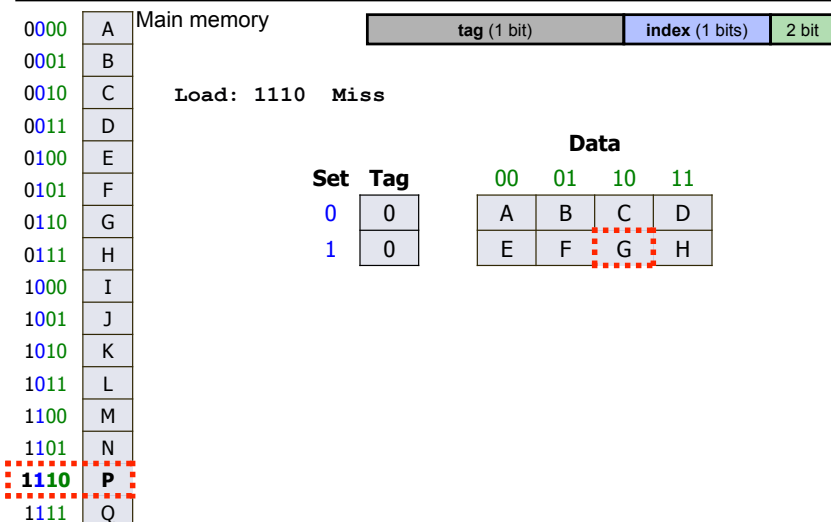 Main memory
tag (1 bit) index (1 bits) 2 bit
0000 A
0001 B
0010 C
0011 D
0100 E
0101 F
0110 G
0111 H
1000 I
1001 J
1010 K
1011 L
1100 M
1101 N
1110 P
1111 Q
Load: 1110 Miss
Data
Set Tag 00 01 10 11
0 0 A B C D
1 0 E F G H